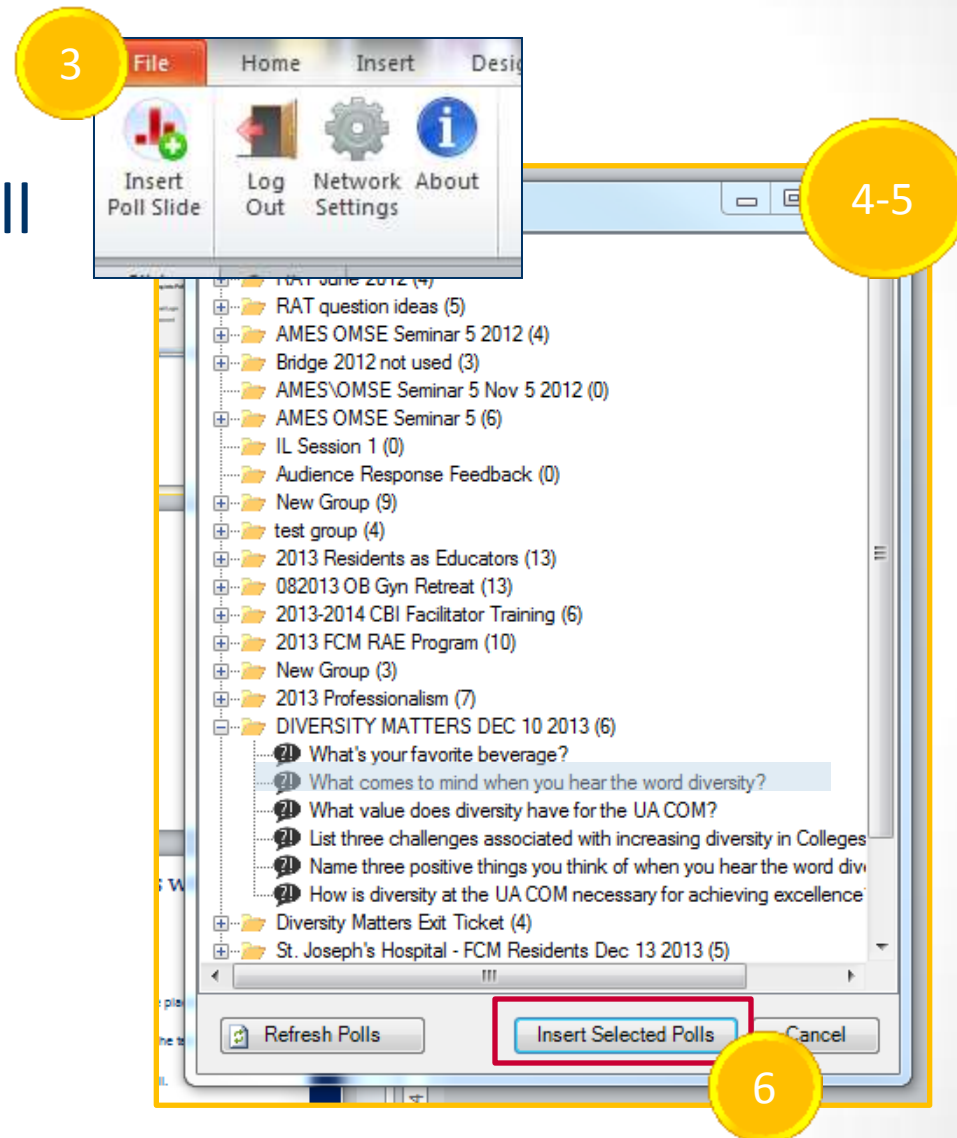 3
File Home Insert
Insert Poll Slide
Log Out
Network Settings
About
ll
4-5
RAT June 2012 (4)
RAT question ideas (5)
AMES OMSE Seminar 5 2012 (4)
Bridge 2012 not used (3)
AMES\OMSE Seminar 5 Nov 5 2012 (0)
AMES OMSE Seminar 5 (6)
IL Session 1 (0)
Audience Response Feedback (0)
New Group (9)
test group (4)
2013 Residents as Educators (13)
082013 OB Gyn Retreat (13)
2013-2014 CBI Facilitator Training (6)
2013 FCM RAE Program (10)
New Group (3)
2013 Professionalism (7)
DIVERSITY MATTERS DEC 10 2013 (6)
What's your favorite beverage?
What comes to mind when you hear the word diversity?
What value does diversity have for the UA COM?
List three challenges associated with increasing diversity in Colleges
Name three positive things you think of when you hear the word dive
How is diversity at the UA COM necessary for achieving excellence
Diversity Matters Exit Ticket (4)
St. Joseph's Hospital - FCM Residents Dec 13 2013 (5)
Refresh Polls
Insert Selected Polls
Cancel
6